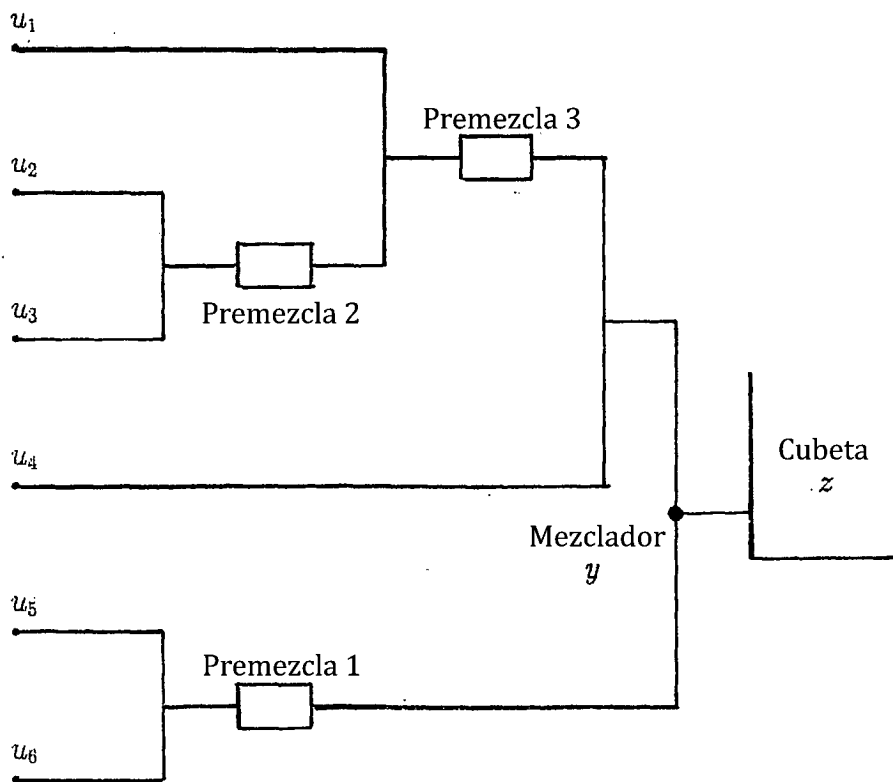 u₁
Premezcla 3
u₂
u₃
Premezcla 2
u₄
Cubeta
z
Mezclador
y
u₅
Premezcla 1
u₆